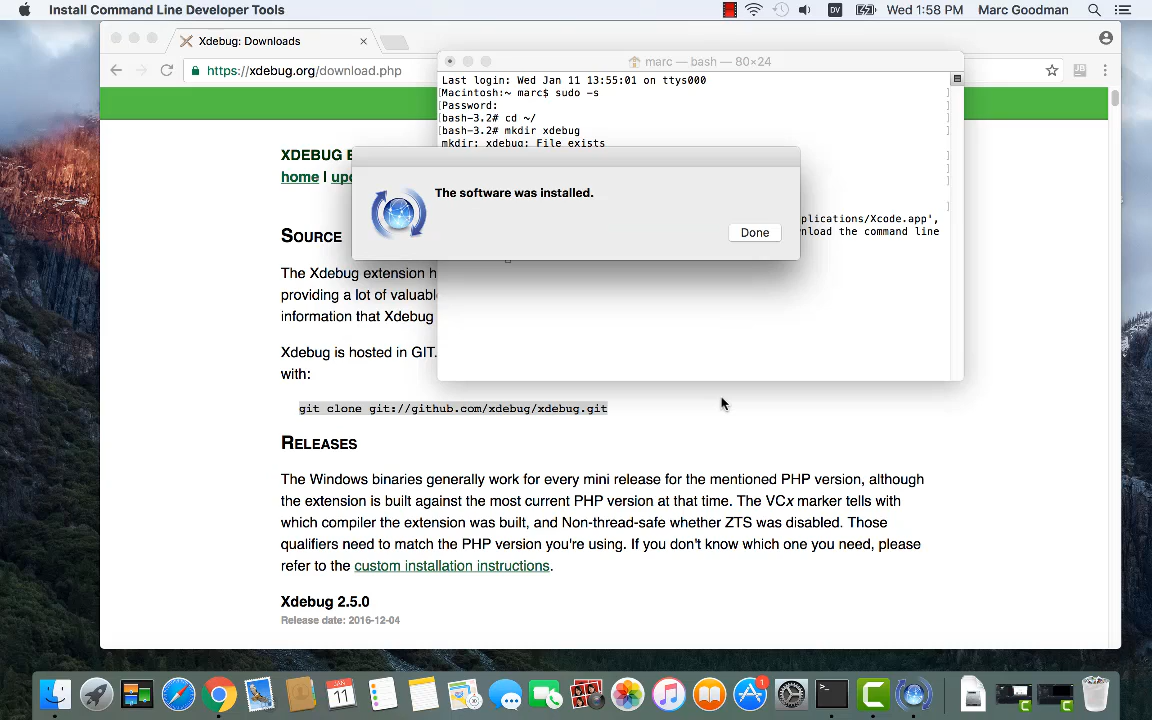 Install Command Line Developer Tools
DV
Wed 1:58 PM
Marc Goodman
Xdebug: Downloads
https://xdebug.org/download.php
JB
marc — bash — 80×24
Last login: Wed Jan 11 13:55:01 on ttys000
[Macintosh:~ marc$ sudo -s ]
[Password: ]
[bash-3.2# cd ~/ ]
[bash-3.2# mkdir xdebug ]
mkdir: xdebug: File exists
plications/Xcode.app',
nload the command line
The software was installed.
Done
XDEBUG E
home | upd
SOURCE
The Xdebug extension h
providing a lot of valuabl
information that Xdebug
Xdebug is hosted in GIT.
with:
git clone git://github.com/xdebug/xdebug.git
RELEASES
The Windows binaries generally work for every mini release for the mentioned PHP version, although
the extension is built against the most current PHP version at that time. The VCx marker tells with
which compiler the extension was built, and Non-thread-safe whether ZTS was disabled. Those
qualifiers need to match the PHP version you're using. If you don't know which one you need, please
refer to the custom installation instructions.
Xdebug 2.5.0
Release date: 2016-12-04
JAN
11
1